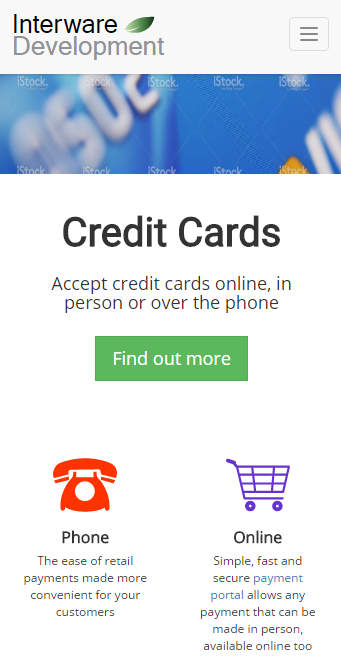 Interware
Development
iStock. iStock. iStock. iStock. iStock.
iStock. iStock. iStock. iStock. iStock.
Credit Cards
Accept credit cards online, in
person or over the phone
Find out more
Phone
The ease of retail
payments made more
convenient for your
customers
Online
Simple, fast and
secure payment
portal allows any
payment that can be
made in person,
available online too